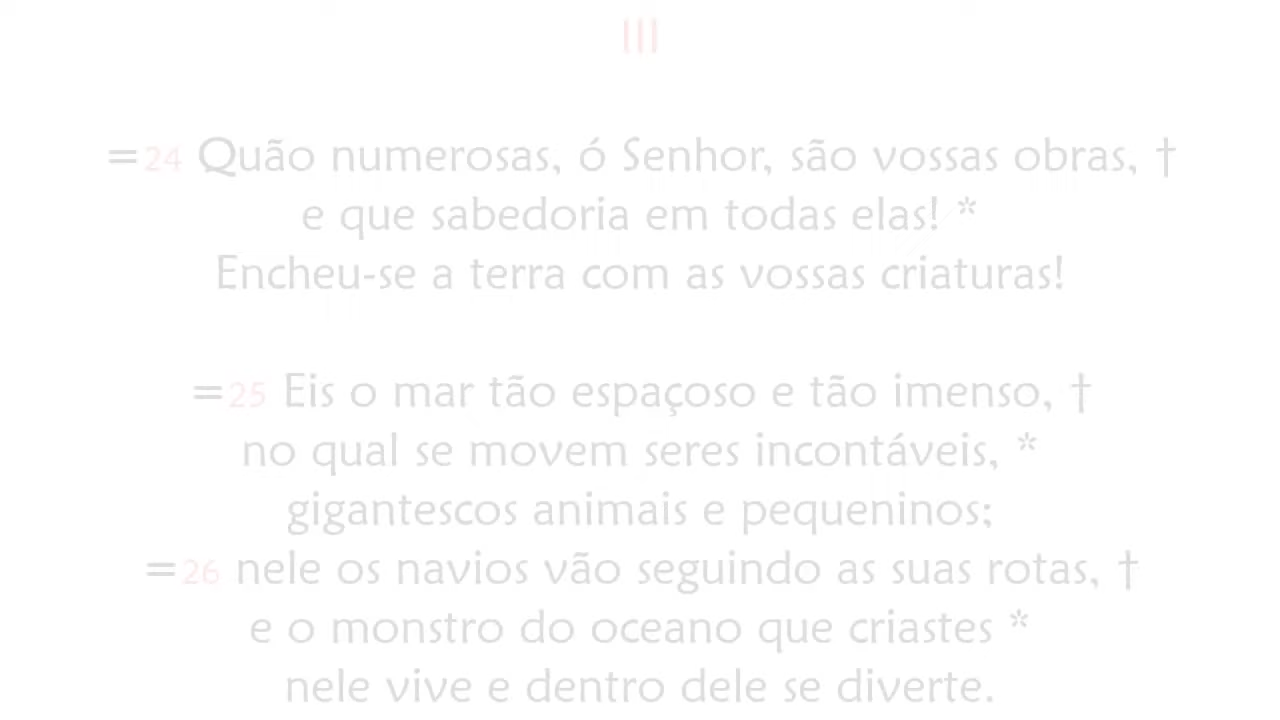 III
=24 Quão numerosas, ó Senhor, são vossas obras, †
e que sabedoria em todas elas! *
Encheu-se a terra com as vossas criaturas!
=25 Eis o mar tão espaçoso e tão imenso, †
no qual se movem seres incontáveis, *
gigantescos animais e pequeninos;
=26 nele os navios vão seguindo as suas rotas, †
e o monstro do oceano que criastes *
nele vive e dentro dele se diverte.